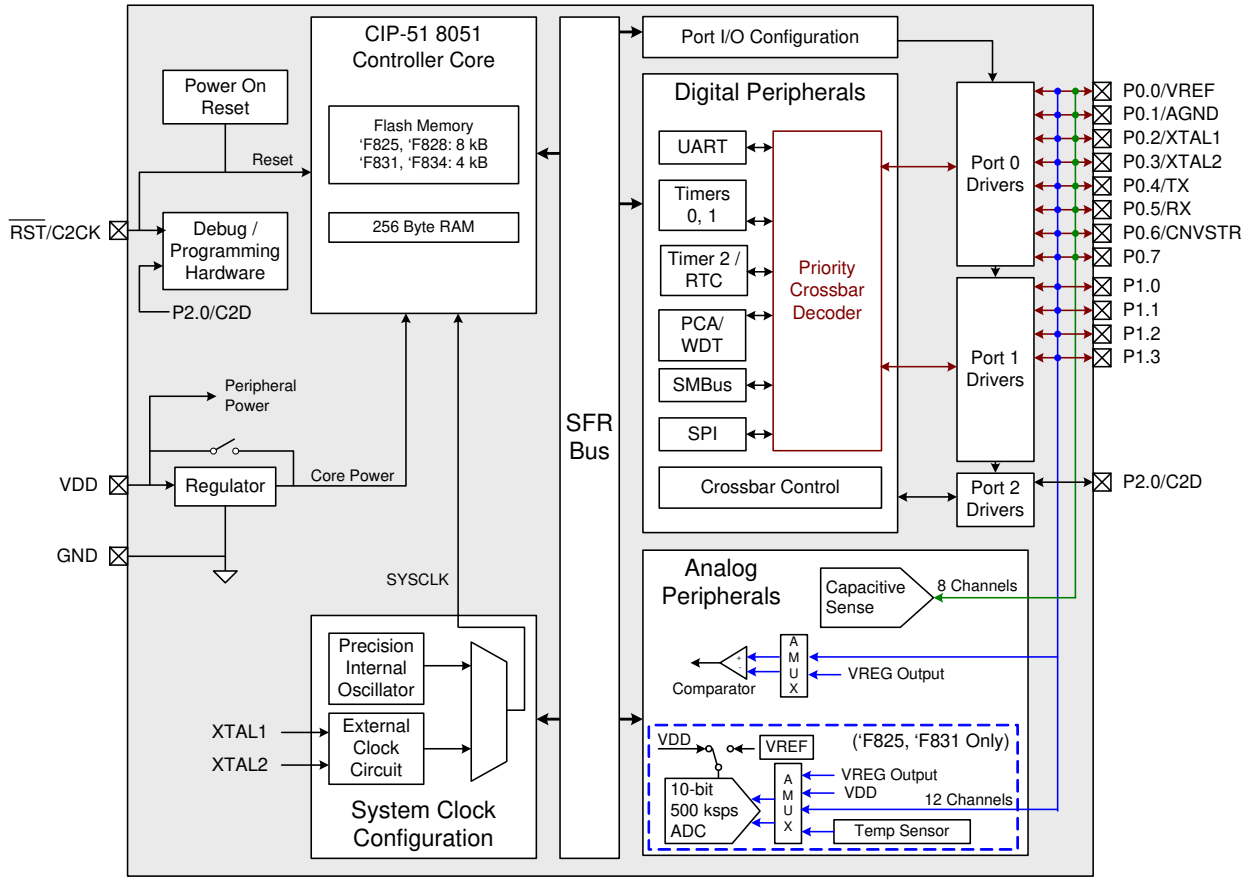 CIP-51 8051
Controller Core
Flash Memory
‘F825, ‘F828: 8 kB
‘F831, ‘F834: 4 kB
256 Byte RAM
Power On
Reset
Reset
RST/C2CK
Debug /
Programming
Hardware
P2.0/C2D
Peripheral
Power
VDD
Regulator
Core Power
GND
SYSCLK
Precision
Internal
Oscillator
XTAL1
XTAL2
External
Clock
Circuit
System Clock
Configuration
SFR
Bus
Port I/O Configuration
Digital Peripherals
UART
Timers
0, 1
Timer 2 /
RTC
PCA/
WDT
SMBus
SPI
Priority
Crossbar
Decoder
Crossbar Control
Port 0
Drivers
Port 1
Drivers
Port 2
Drivers
P0.0/VREF
P0.1/AGND
P0.2/XTAL1
P0.3/XTAL2
P0.4/TX
P0.5/RX
P0.6/CNVSTR
P0.7
P1.0
P1.1
P1.2
P1.3
P2.0/C2D
Analog
Peripherals
Capacitive
Sense
8 Channels
+
-
Comparator
AMUX
VREG Output
(‘F825, ‘F831 Only)
VDD
VREF
10-bit
500 ksps
ADC
AMUX
VREG Output
VDD
12 Channels
Temp Sensor